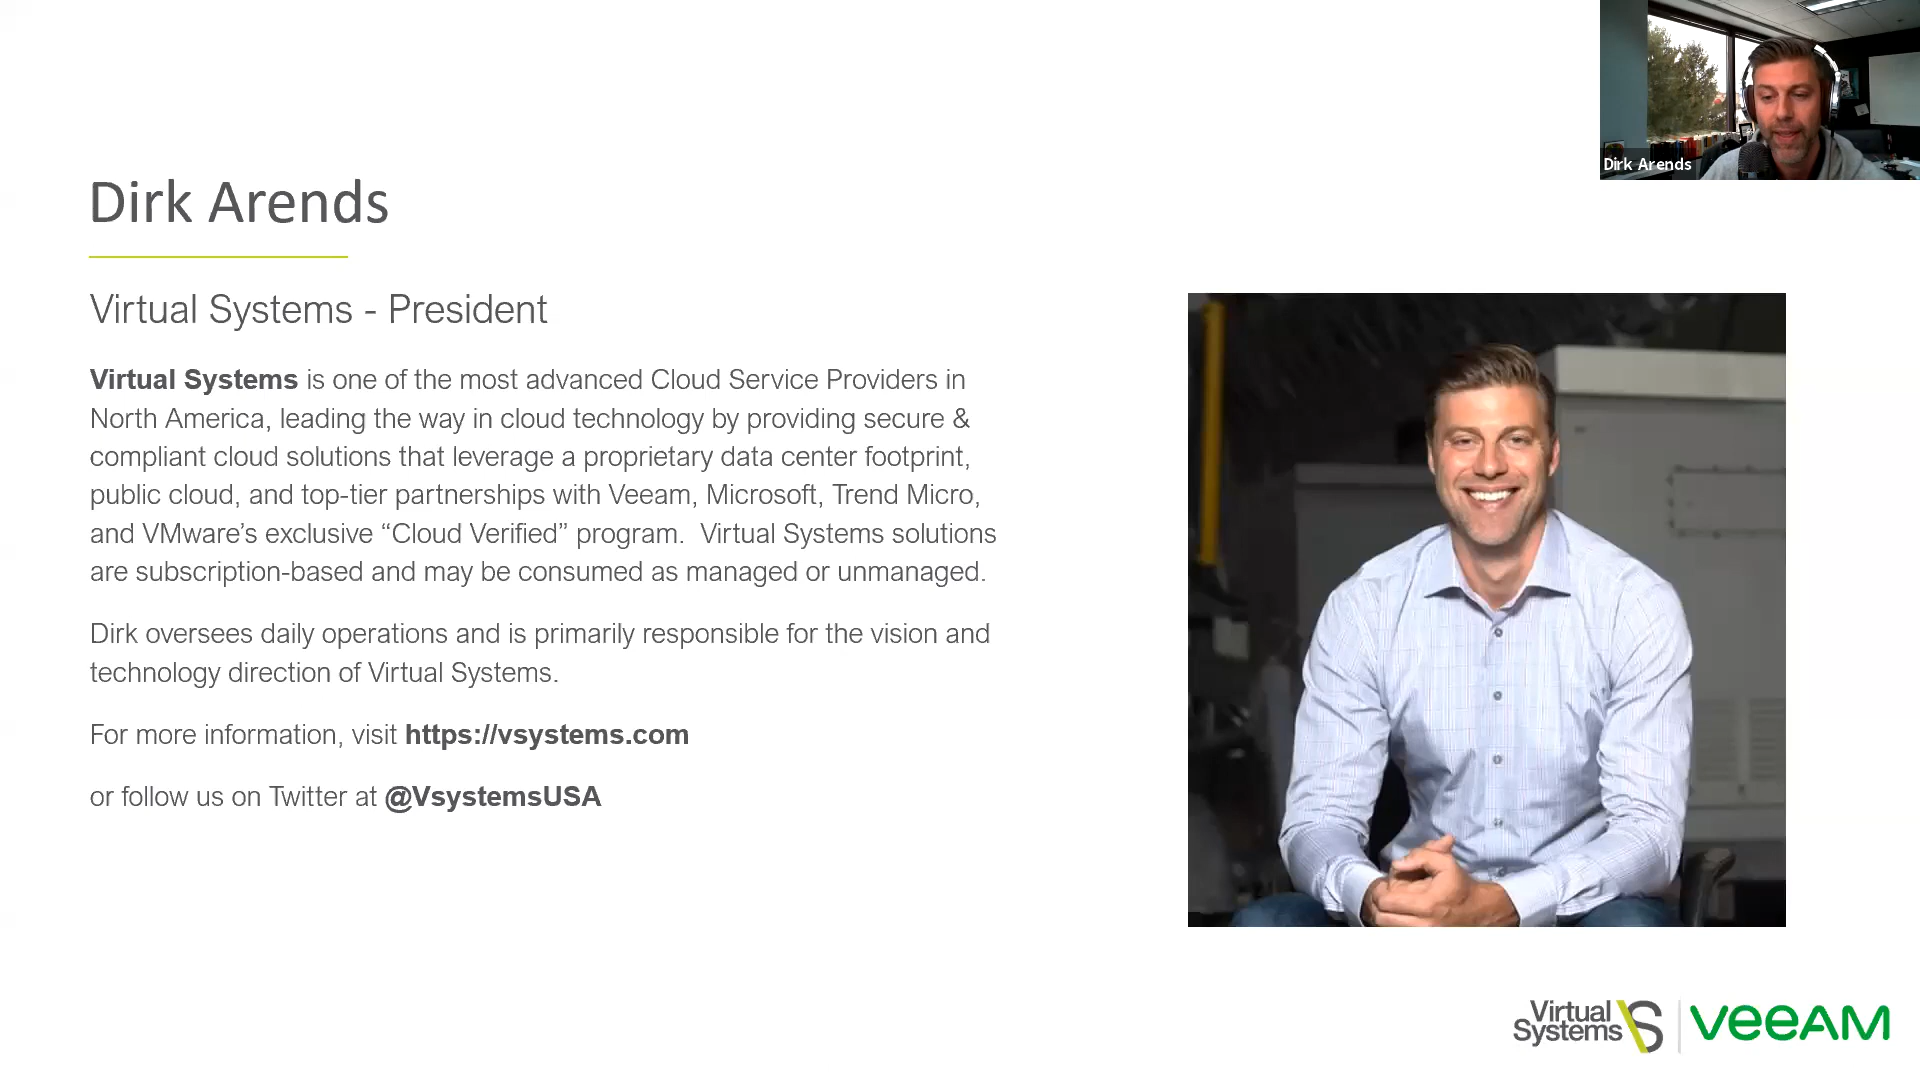 Dirk Arends
Dirk Arends
Virtual Systems - President
Virtual Systems is one of the most advanced Cloud Service Providers in
North America, leading the way in cloud technology by providing secure &
compliant cloud solutions that leverage a proprietary data center footprint,
public cloud, and top-tier partnerships with Veeam, Microsoft, Trend Micro,
and VMware’s exclusive “Cloud Verified” program.  Virtual Systems solutions
are subscription-based and may be consumed as managed or unmanaged.
Dirk oversees daily operations and is primarily responsible for the vision and
technology direction of Virtual Systems.
For more information, visit https://vsystems.com
or follow us on Twitter at @VsystemsUSA
Virtual
Systems VS
veeAM